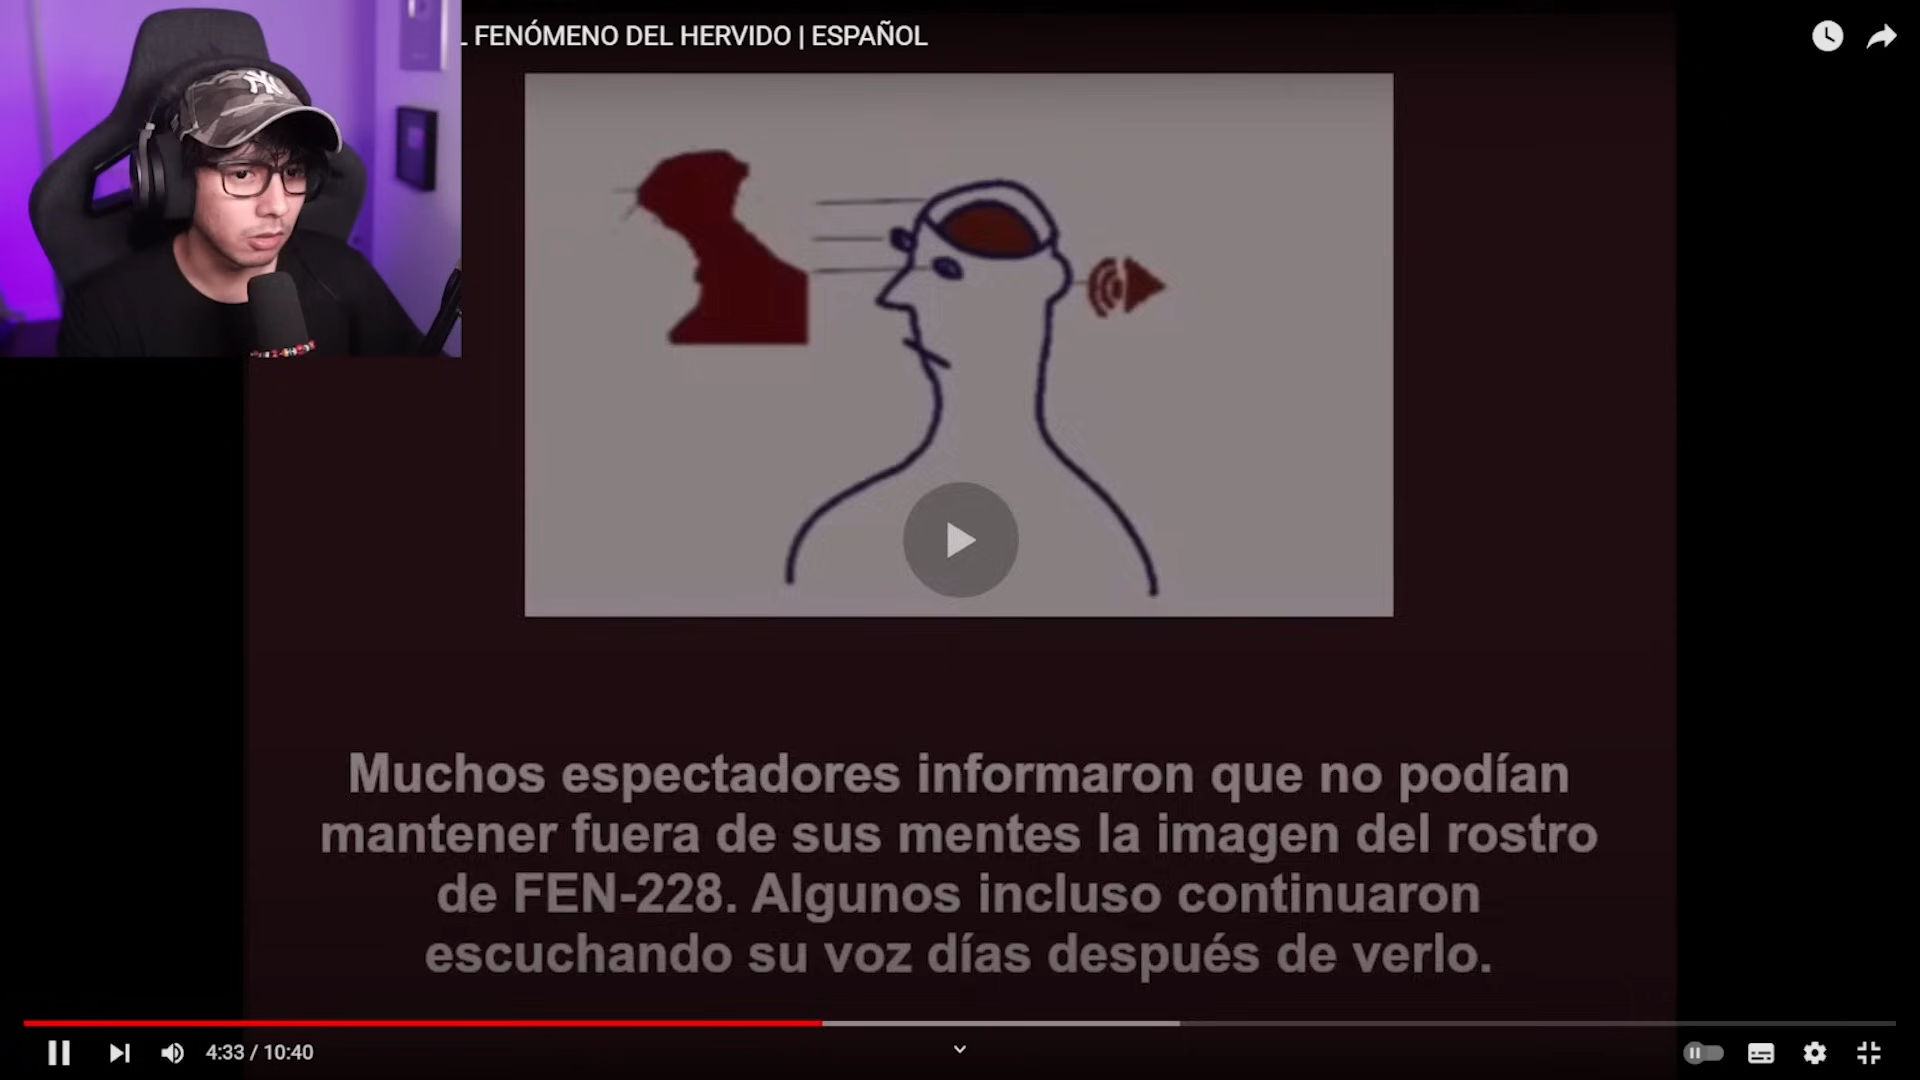 FENÓMENO DEL HERVIDO | ESPAÑOL
NY
Muchos espectadores informaron que no podían
mantener fuera de sus mentes la imagen del rostro
de FEN-228. Algunos incluso continuaron
escuchando su voz días después de verlo.
4:33 / 10:40